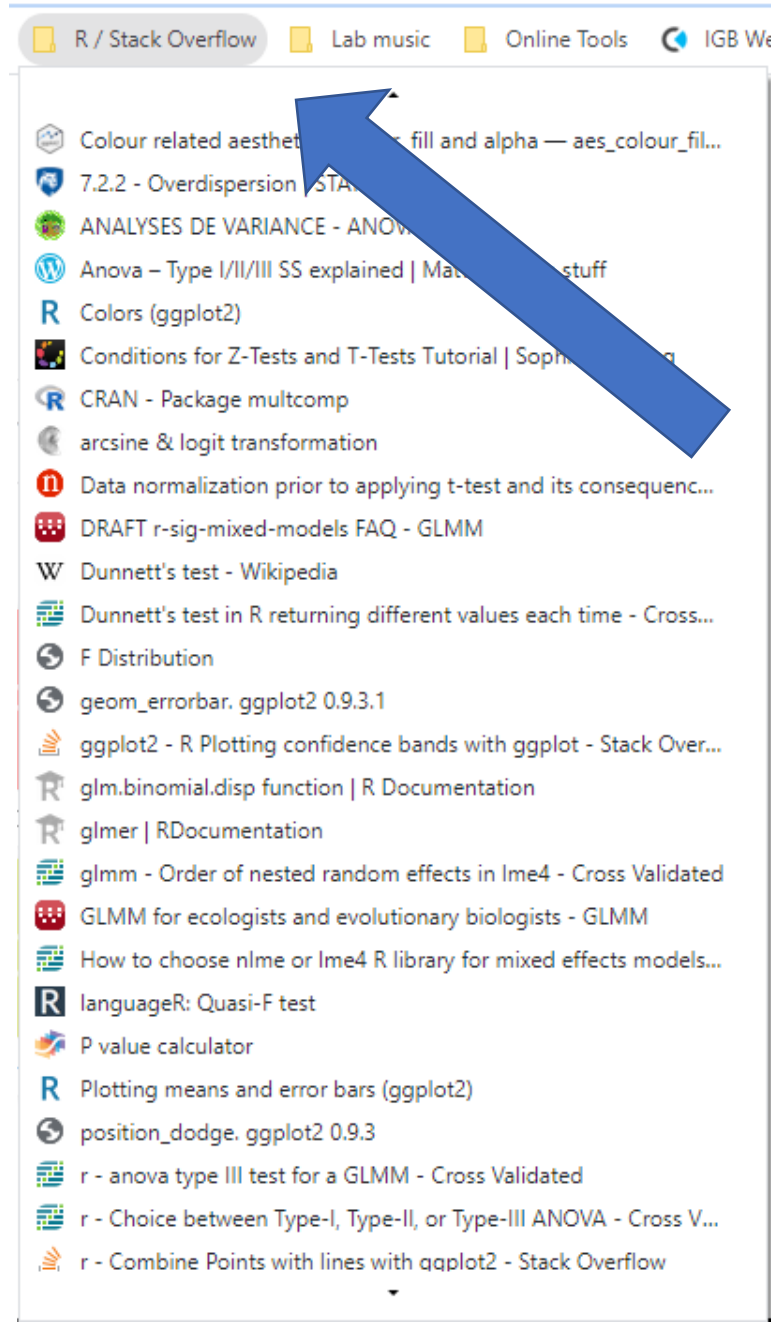 R / Stack Overflow Lab music Online Tools IGB We
Colour related aesthet fill and alpha — aes_colour_fil...
7.2.2 - Overdispersion | STA
ANALYSES DE VARIANCE - ANOV
Anova – Type I/II/III SS explained | Mat stuff
R Colors (ggplot2)
Conditions for Z-Tests and T-Tests Tutorial | Soph g
R CRAN - Package multcomp
arcsine & logit transformation
n Data normalization prior to applying t-test and its consequenc...
DRAFT r-sig-mixed-models FAQ - GLMM
W Dunnett's test - Wikipedia
Dunnett's test in R returning different values each time - Cross...
F Distribution
geom_errorbar. ggplot2 0.9.3.1
ggplot2 - R Plotting confidence bands with ggplot - Stack Over...
R glm.binomial.disp function | R Documentation
R glmer | RDocumentation
glmm - Order of nested random effects in lme4 - Cross Validated
GLMM for ecologists and evolutionary biologists - GLMM
How to choose nlme or lme4 R library for mixed effects models...
R languageR: Quasi-F test
P value calculator
R Plotting means and error bars (ggplot2)
position_dodge. ggplot2 0.9.3
r - anova type III test for a GLMM - Cross Validated
r - Choice between Type-I, Type-II, or Type-III ANOVA - Cross V...
r - Combine Points with lines with ggplot2 - Stack Overflow